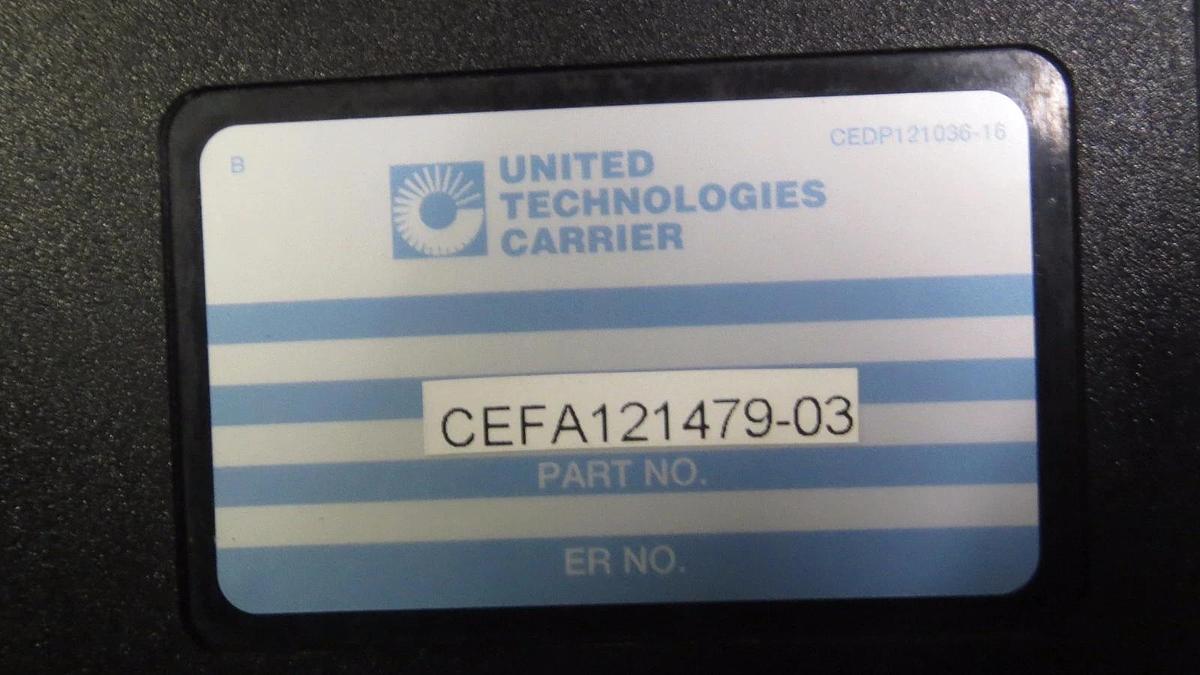 B
CEDP121036-16
UNITED
TECHNOLOGIES
CARRIER
CEFA121479-03
PART NO.
ER NO.